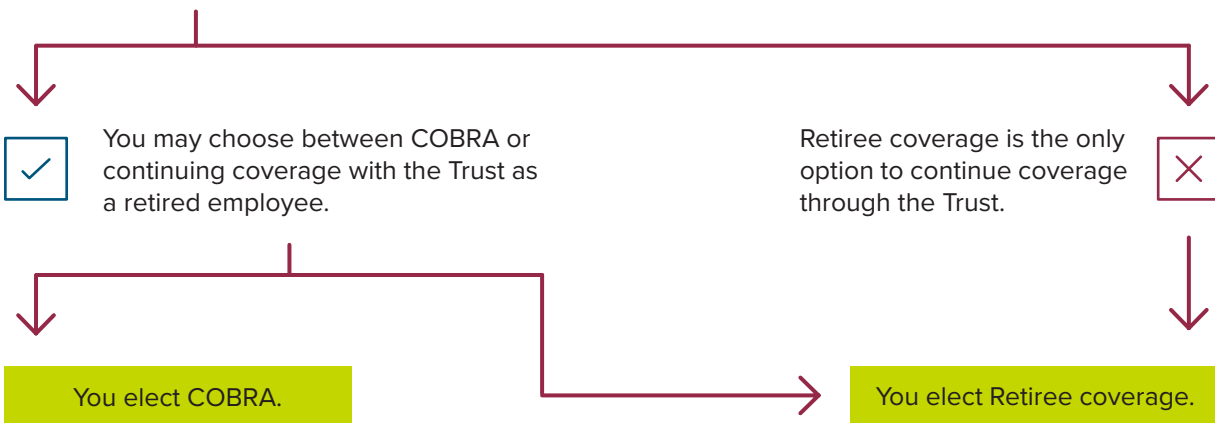 You may choose between COBRA or
continuing coverage with the Trust as
a retired employee.
Retiree coverage is the only
option to continue coverage
through the Trust.
You elect COBRA.
You elect Retiree coverage.